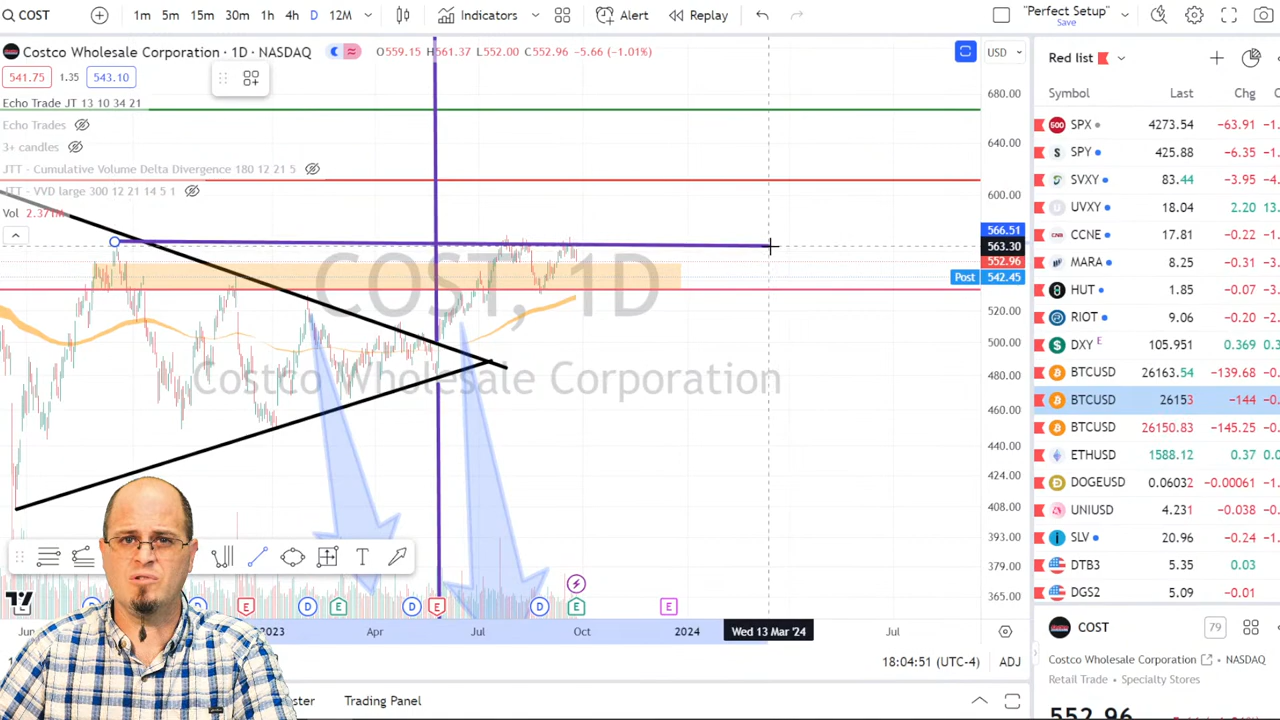 COST 1m 5m 15m 30m 1h 4h D 12M Indicators Alert Replay "Perfect Setup" Save
Costco Wholesale Corporation · 1D · NASDAQ O559.15 H561.37 L552.00 C552.96 −5.66 (−1.01%)
541.75 1.35 543.10
Echo Trade JT 13 10 34 21
Echo Trades
3+ candles
JTT - Cumulative Volume Delta Divergence 180 12 21 5
JTT - VVD large 300 12 21 14 5 1
Vol 2.371M
COST, 1D
Costco Wholesale Corporation
USD
680.00
640.00
600.00
566.51
563.30
552.96
Post 542.45
520.00
500.00
480.00
460.00
440.00
424.00
408.00
393.00
379.00
365.00
T
E D E D E D E E
2023 Apr Jul Oct 2024 Wed 13 Mar '24 Jul
18:04:51 (UTC-4) ADJ
Trading Panel
Red list
Symbol Last Chg
500 SPX 4273.54 −63.91
S SPY 425.88 −6.35
SVXY 83.44 −3.95
UVXY 18.04 2.20
CCNE 17.81 −0.22
MARA 8.25 −0.31
HUT 1.85 −0.07
RIOT 9.06 −0.20
DXY E 105.951 0.369
BTCUSD 26163.54 −139.68
BTCUSD 26153 −144
BTCUSD 26150.83 −145.25
ETHUSD 1588.12 0.37
DOGEUSD 0.06032 −0.00061
UNIUSD 4.231 −0.038
SLV 20.96 −0.24
DTB3 5.35 0.03
DGS2 5.09 −0.01
COST 79
Costco Wholesale Corporation · NASDAQ
Retail Trade · Specialty Stores
552.96